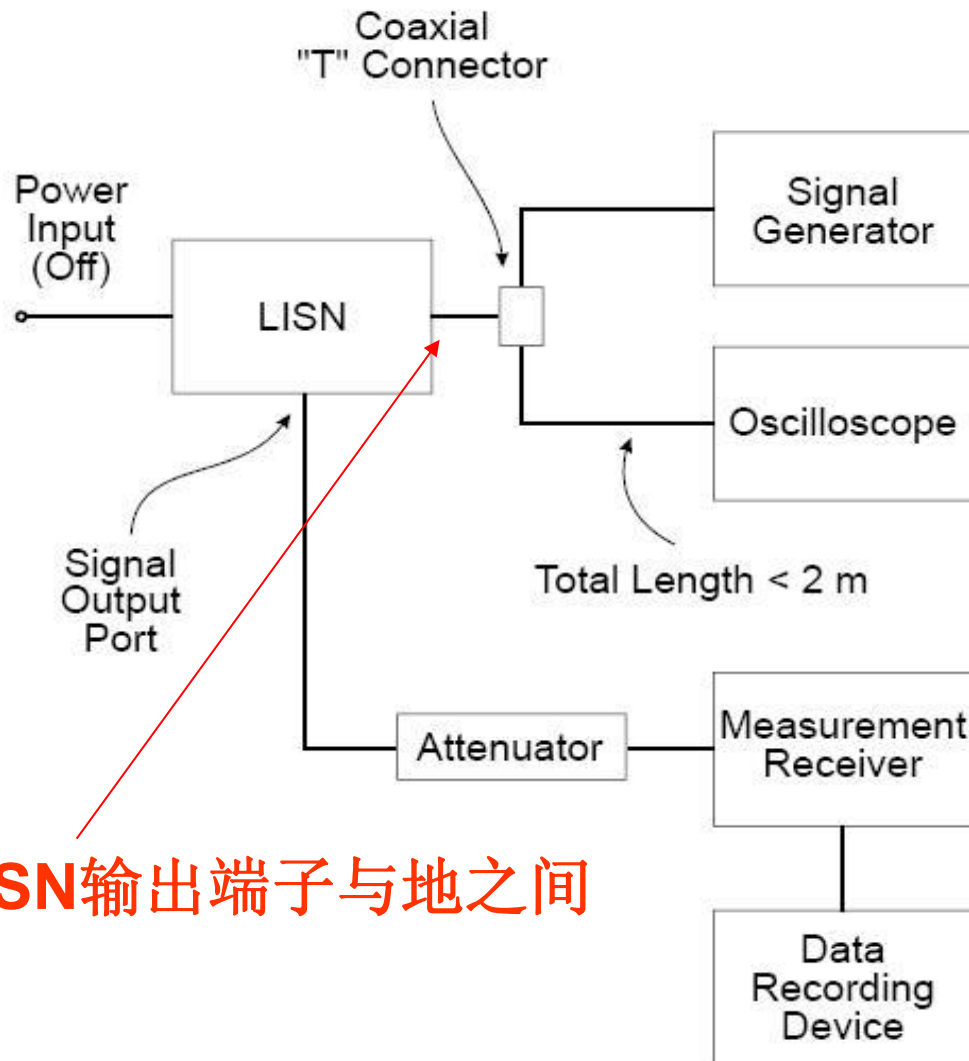 Coaxial
"T" Connector
Power
Input
(Off)
Signal
Generator
LISN
Oscilloscope
Signal
Output
Port
Total Length < 2 m
Attenuator
Measurement
Receiver
SN输出端子与地之间
Data
Recording
Device